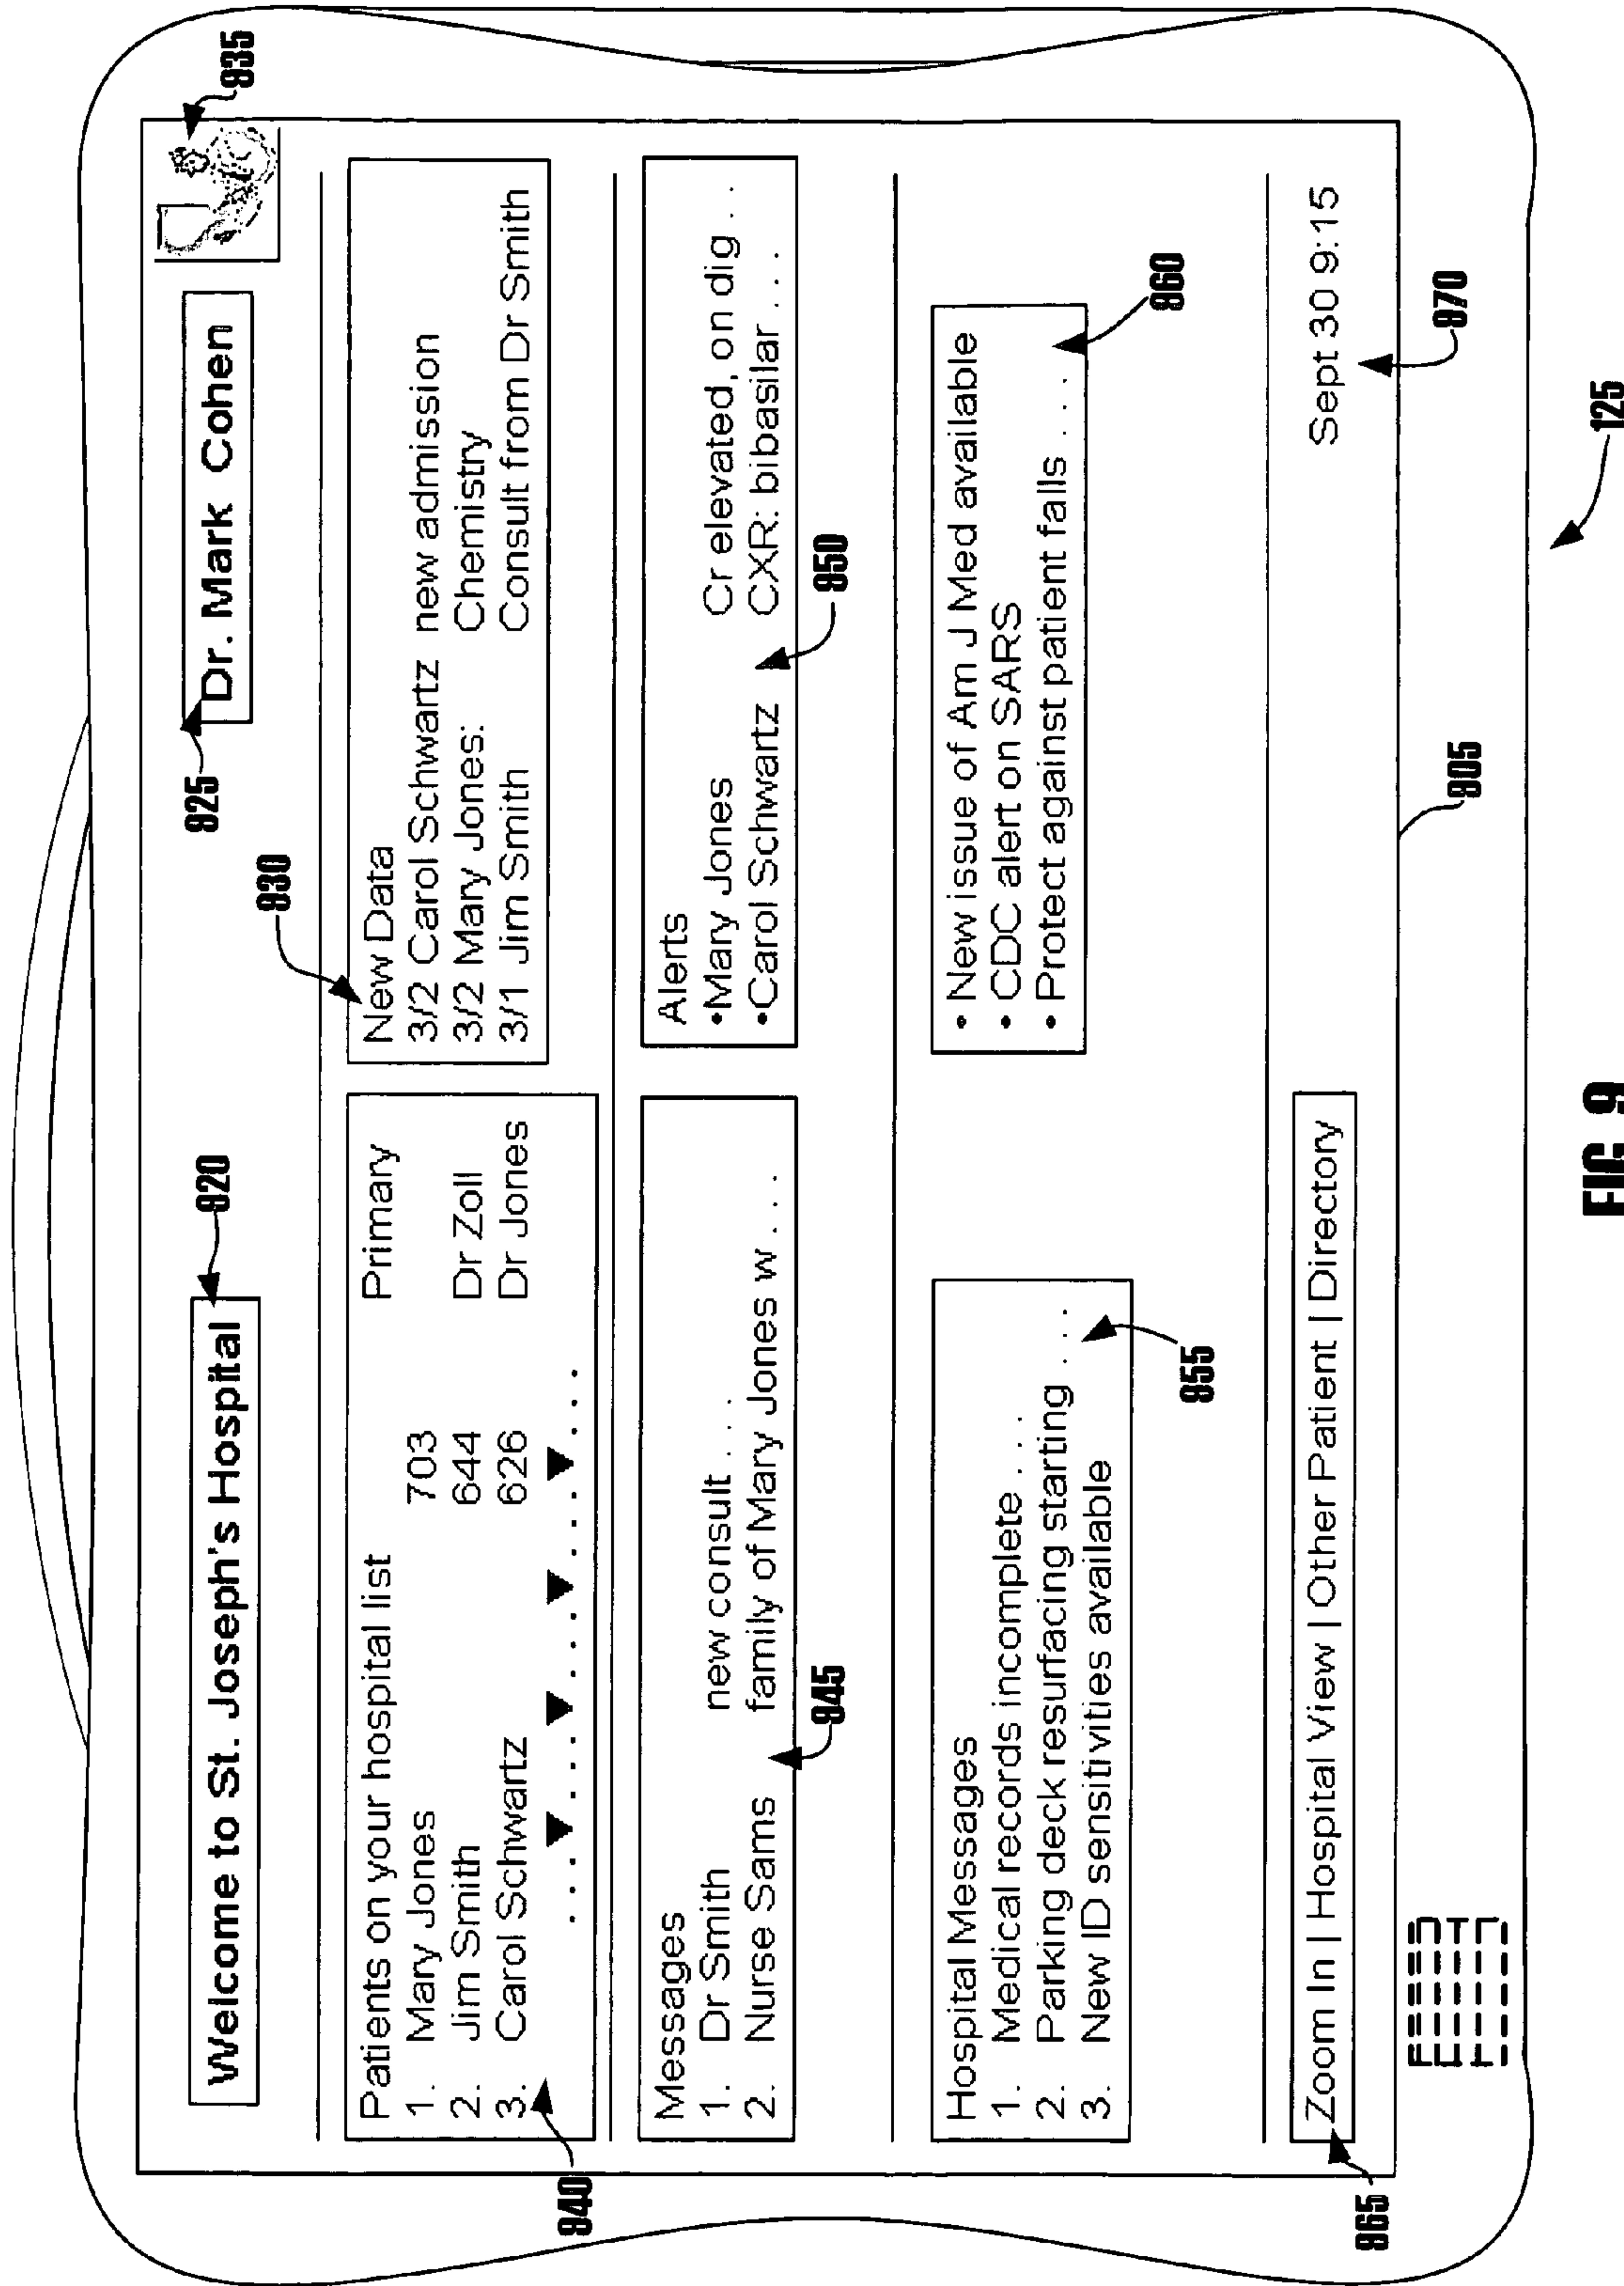 Welcome to St. Joseph's Hospital
920
925
Dr. Mark Cohen
935
930
Patients on your hospital list Primary
1. Mary Jones 703
2. Jim Smith 644 Dr Zoll
3. Carol Schwartz 626 Dr Jones
940
New Data
3/2 Carol Schwartz new admission
3/2 Mary Jones: Chemistry
3/1 Jim Smith Consult from Dr Smith
Messages
1. Dr Smith new consult . . .
2. Nurse Sams family of Mary Jones w . . .
945
Alerts
•Mary Jones Cr elevated, on dig . . .
•Carol Schwartz CXR: bibasilar . . .
950
Hospital Messages
1. Medical records incomplete . . . .
2. Parking deck resurfacing starting . . . .
3. New ID sensitivities available
955
• New issue of Am J Med available
• CDC alert on SARS
• Protect against patient falls . . . .
960
Zoom In | Hospital View | Other Patient | Directory
Sept 30 9:15
965
970
905
125
FIG. 9